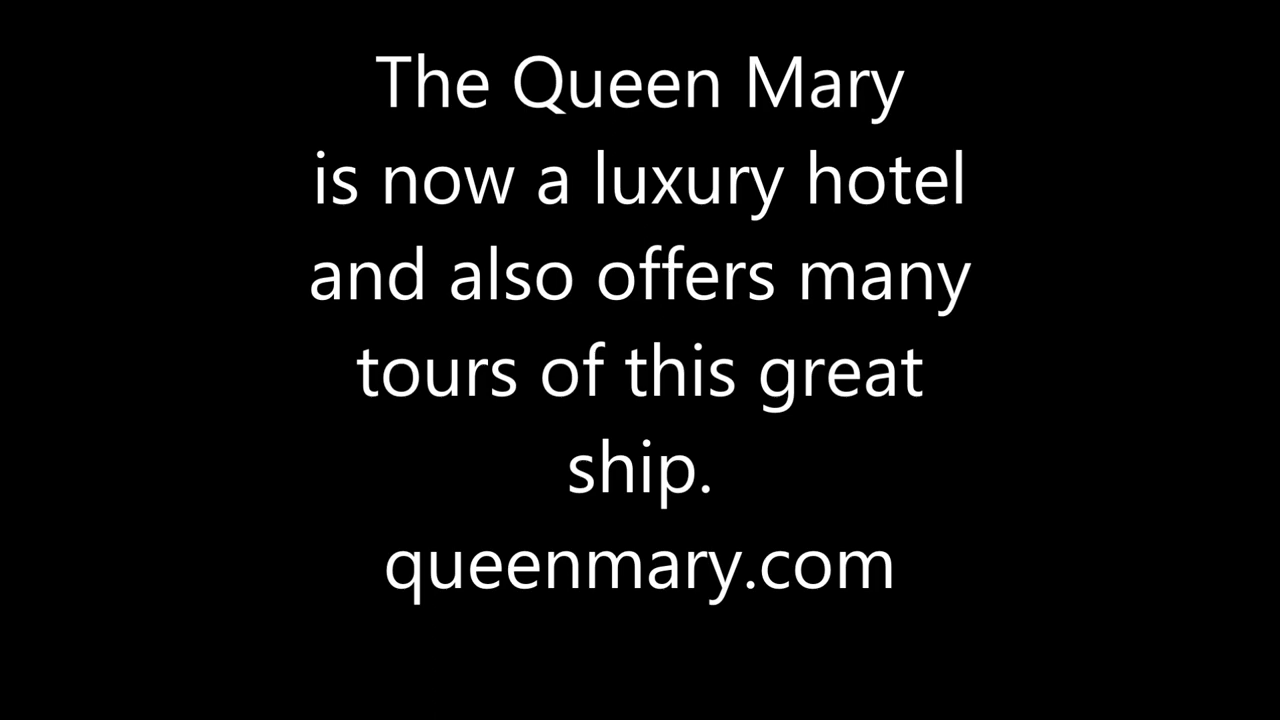 The Queen Mary
is now a luxury hotel
and also offers many
tours of this great
ship.
queenmary.com